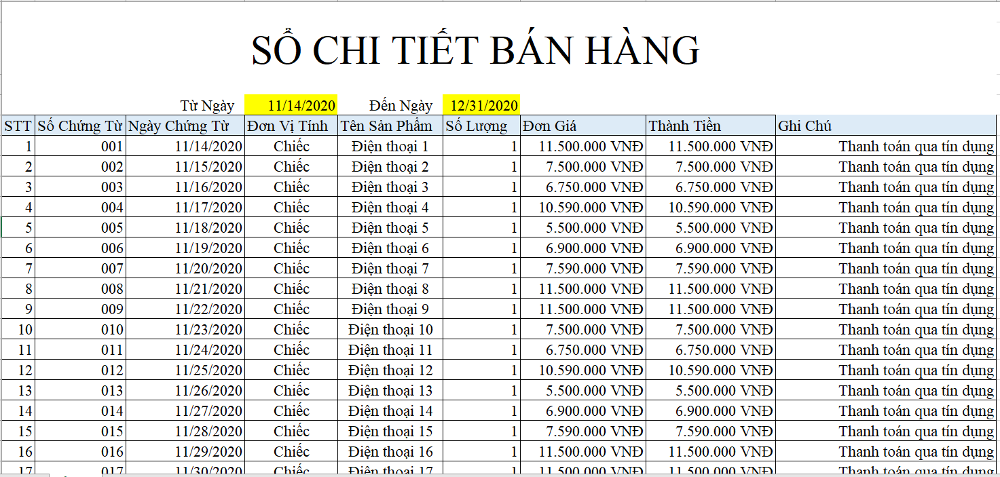 SỔ CHI TIẾT BÁN HÀNG
Từ Ngày 11/14/2020 Đến Ngày 12/31/2020
STT Số Chứng Từ Ngày Chứng Từ Đơn Vị Tính Tên Sản Phẩm Số Lượng Đơn Giá Thành Tiền Ghi Chú
1 001 11/14/2020 Chiếc Điện thoại 1 1 11.500.000 VNĐ 11.500.000 VNĐ Thanh toán qua tín dụng
2 002 11/15/2020 Chiếc Điện thoại 2 1 7.500.000 VNĐ 7.500.000 VNĐ Thanh toán qua tín dụng
3 003 11/16/2020 Chiếc Điện thoại 3 1 6.750.000 VNĐ 6.750.000 VNĐ Thanh toán qua tín dụng
4 004 11/17/2020 Chiếc Điện thoại 4 1 10.590.000 VNĐ 10.590.000 VNĐ Thanh toán qua tín dụng
5 005 11/18/2020 Chiếc Điện thoại 5 1 5.500.000 VNĐ 5.500.000 VNĐ Thanh toán qua tín dụng
6 006 11/19/2020 Chiếc Điện thoại 6 1 6.900.000 VNĐ 6.900.000 VNĐ Thanh toán qua tín dụng
7 007 11/20/2020 Chiếc Điện thoại 7 1 7.590.000 VNĐ 7.590.000 VNĐ Thanh toán qua tín dụng
8 008 11/21/2020 Chiếc Điện thoại 8 1 11.500.000 VNĐ 11.500.000 VNĐ Thanh toán qua tín dụng
9 009 11/22/2020 Chiếc Điện thoại 9 1 11.500.000 VNĐ 11.500.000 VNĐ Thanh toán qua tín dụng
10 010 11/23/2020 Chiếc Điện thoại 10 1 7.500.000 VNĐ 7.500.000 VNĐ Thanh toán qua tín dụng
11 011 11/24/2020 Chiếc Điện thoại 11 1 6.750.000 VNĐ 6.750.000 VNĐ Thanh toán qua tín dụng
12 012 11/25/2020 Chiếc Điện thoại 12 1 10.590.000 VNĐ 10.590.000 VNĐ Thanh toán qua tín dụng
13 013 11/26/2020 Chiếc Điện thoại 13 1 5.500.000 VNĐ 5.500.000 VNĐ Thanh toán qua tín dụng
14 014 11/27/2020 Chiếc Điện thoại 14 1 6.900.000 VNĐ 6.900.000 VNĐ Thanh toán qua tín dụng
15 015 11/28/2020 Chiếc Điện thoại 15 1 7.590.000 VNĐ 7.590.000 VNĐ Thanh toán qua tín dụng
16 016 11/29/2020 Chiếc Điện thoại 16 1 11.500.000 VNĐ 11.500.000 VNĐ Thanh toán qua tín dụng
17 017 11/30/2020 Chiếc Điện thoại 17 1 11.500.000 VNĐ 11.500.000 VNĐ Thanh toán qua tín dụng